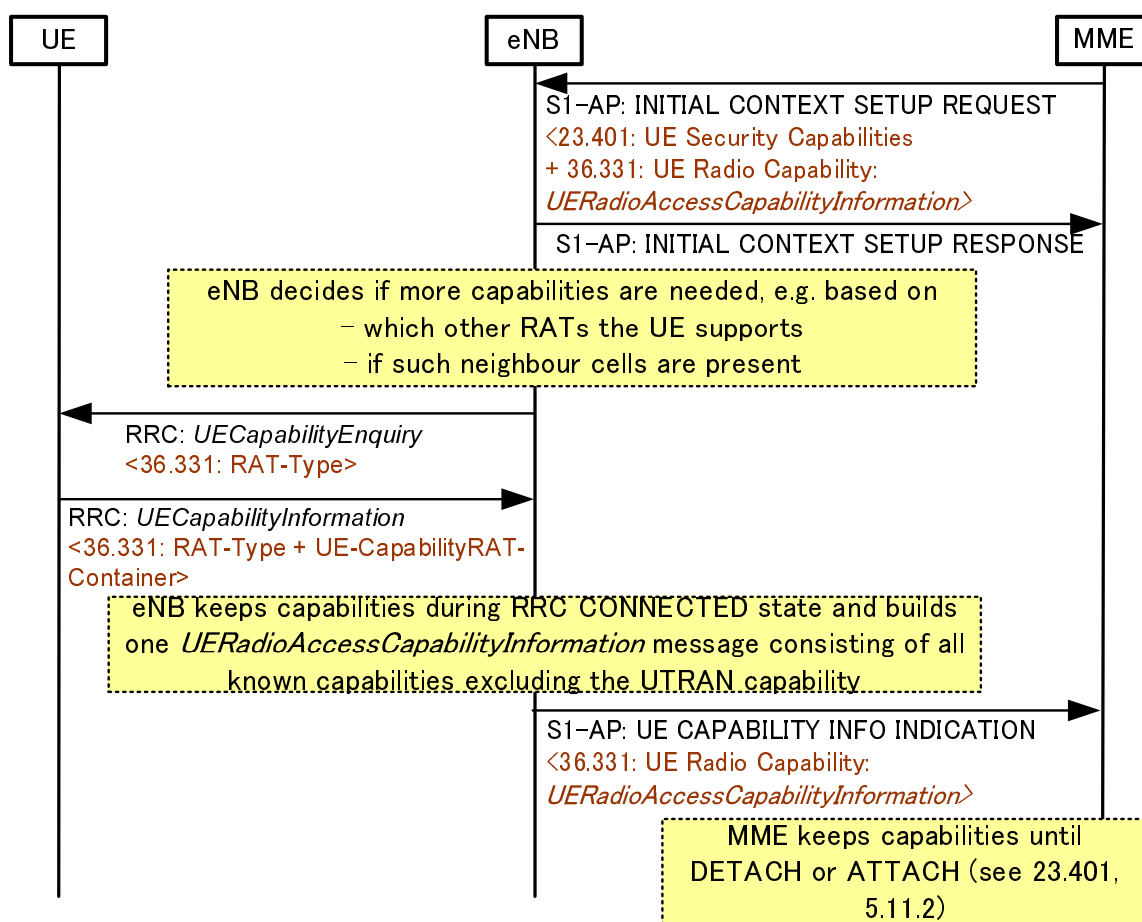 UE
eNB
MME
S1-AP: INITIAL CONTEXT SETUP REQUEST
<23.401: UE Security Capabilities
+ 36.331: UE Radio Capability:
UERadioAccessCapabilityInformation>
S1-AP: INITIAL CONTEXT SETUP RESPONSE
eNB decides if more capabilities are needed, e.g. based on
- which other RATs the UE supports
- if such neighbour cells are present
RRC: UECapabilityEnquiry
<36.331: RAT-Type>
RRC: UECapabilityInformation
<36.331: RAT-Type + UE-CapabilityRAT-
Container>
eNB keeps capabilities during RRC CONNECTED state and builds
one UERadioAccessCapabilityInformation message consisting of all
known capabilities excluding the UTRAN capability
S1-AP: UE CAPABILITY INFO INDICATION
<36.331: UE Radio Capability:
UERadioAccessCapabilityInformation>
MME keeps capabilities until
DETACH or ATTACH (see 23.401,
5.11.2)